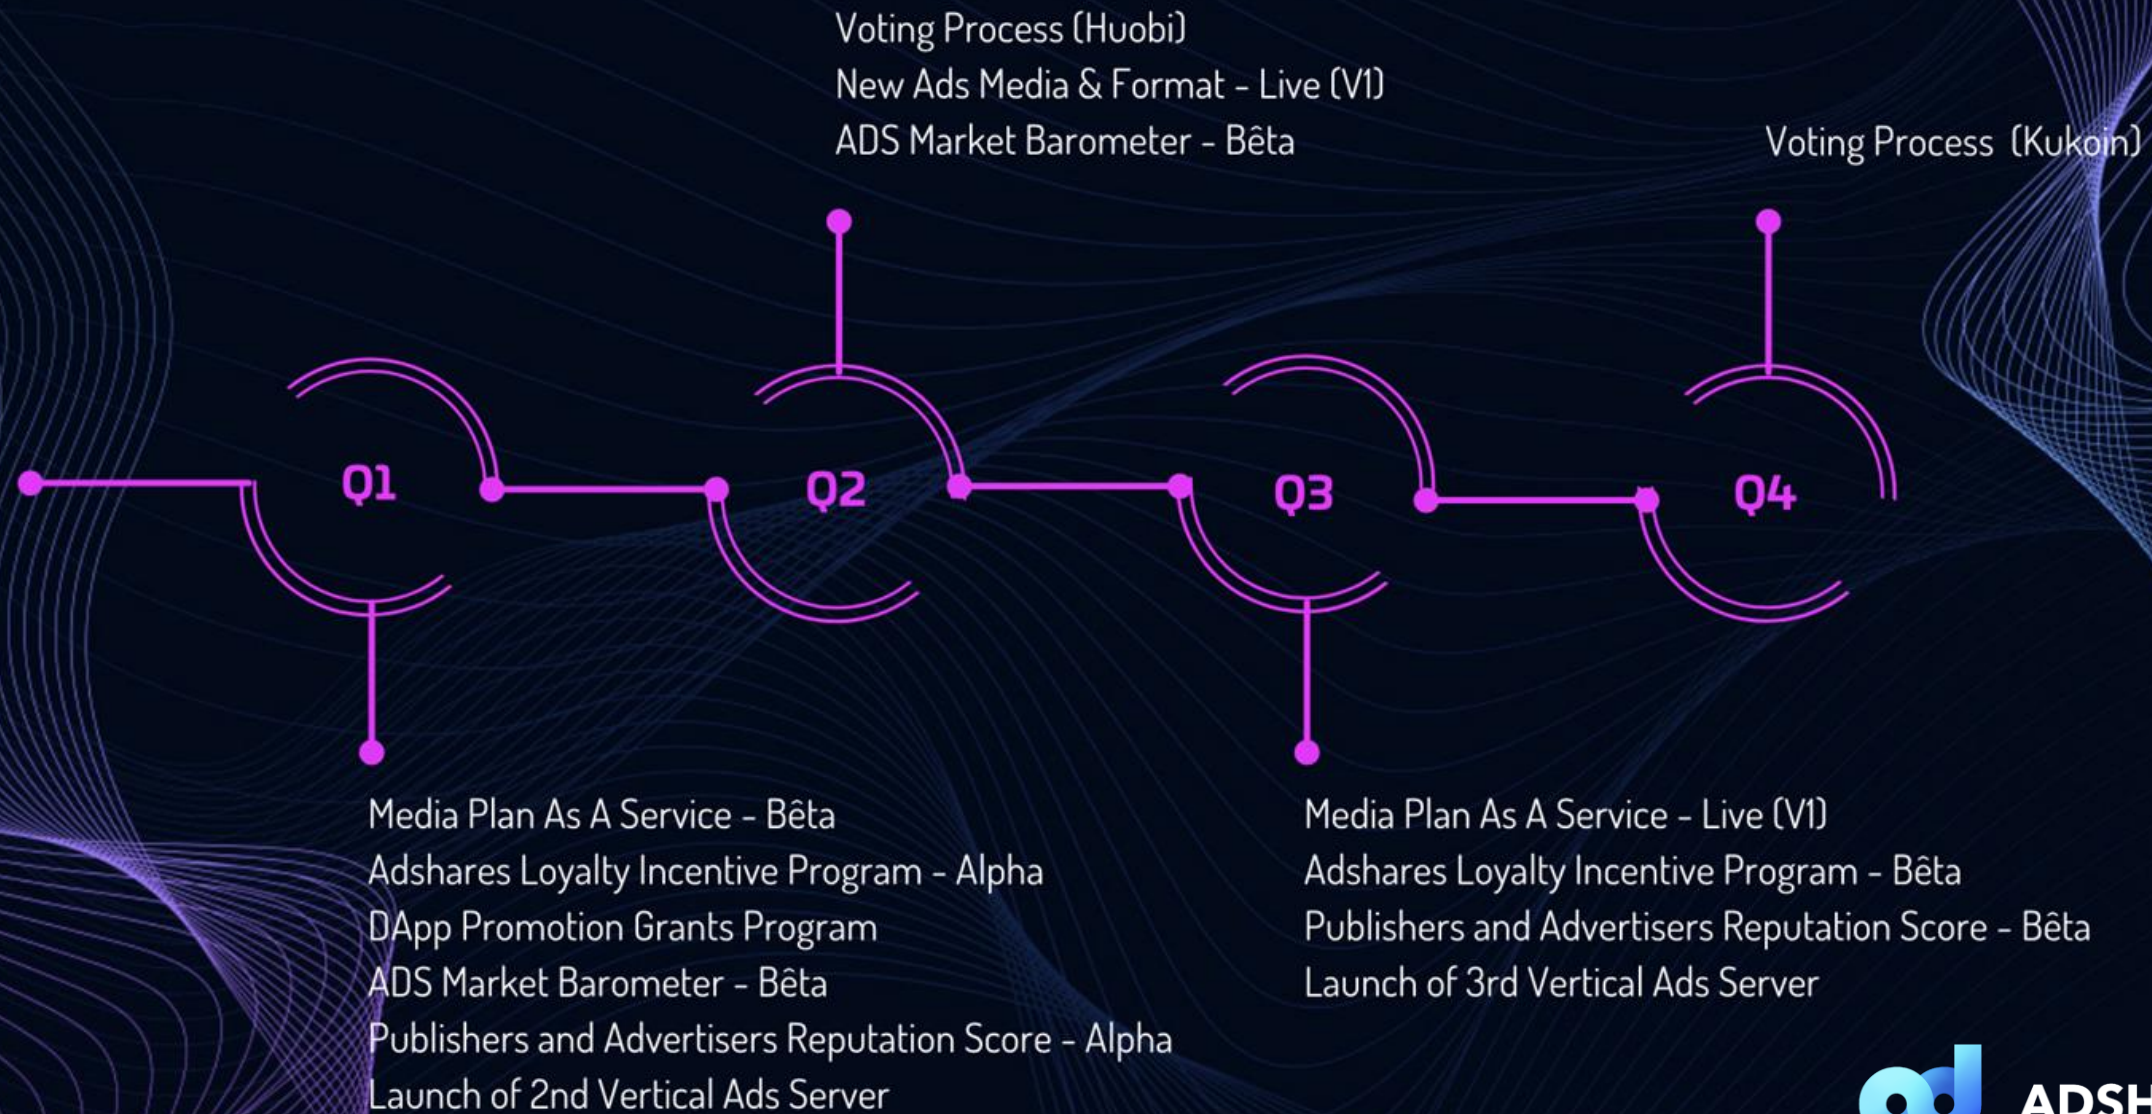 Voting Process (Huobi)
New Ads Media & Format - Live (V1)
ADS Market Barometer - Bêta
Voting Process (Kukoin)
Q1
Q2
Q3
Q4
Media Plan As A Service - Bêta
Adshares Loyalty Incentive Program - Alpha
DApp Promotion Grants Program
ADS Market Barometer - Bêta
Publishers and Advertisers Reputation Score - Alpha
Launch of 2nd Vertical Ads Server
Media Plan As A Service - Live (V1)
Adshares Loyalty Incentive Program - Bêta
Publishers and Advertisers Reputation Score - Bêta
Launch of 3rd Vertical Ads Server
ADSH